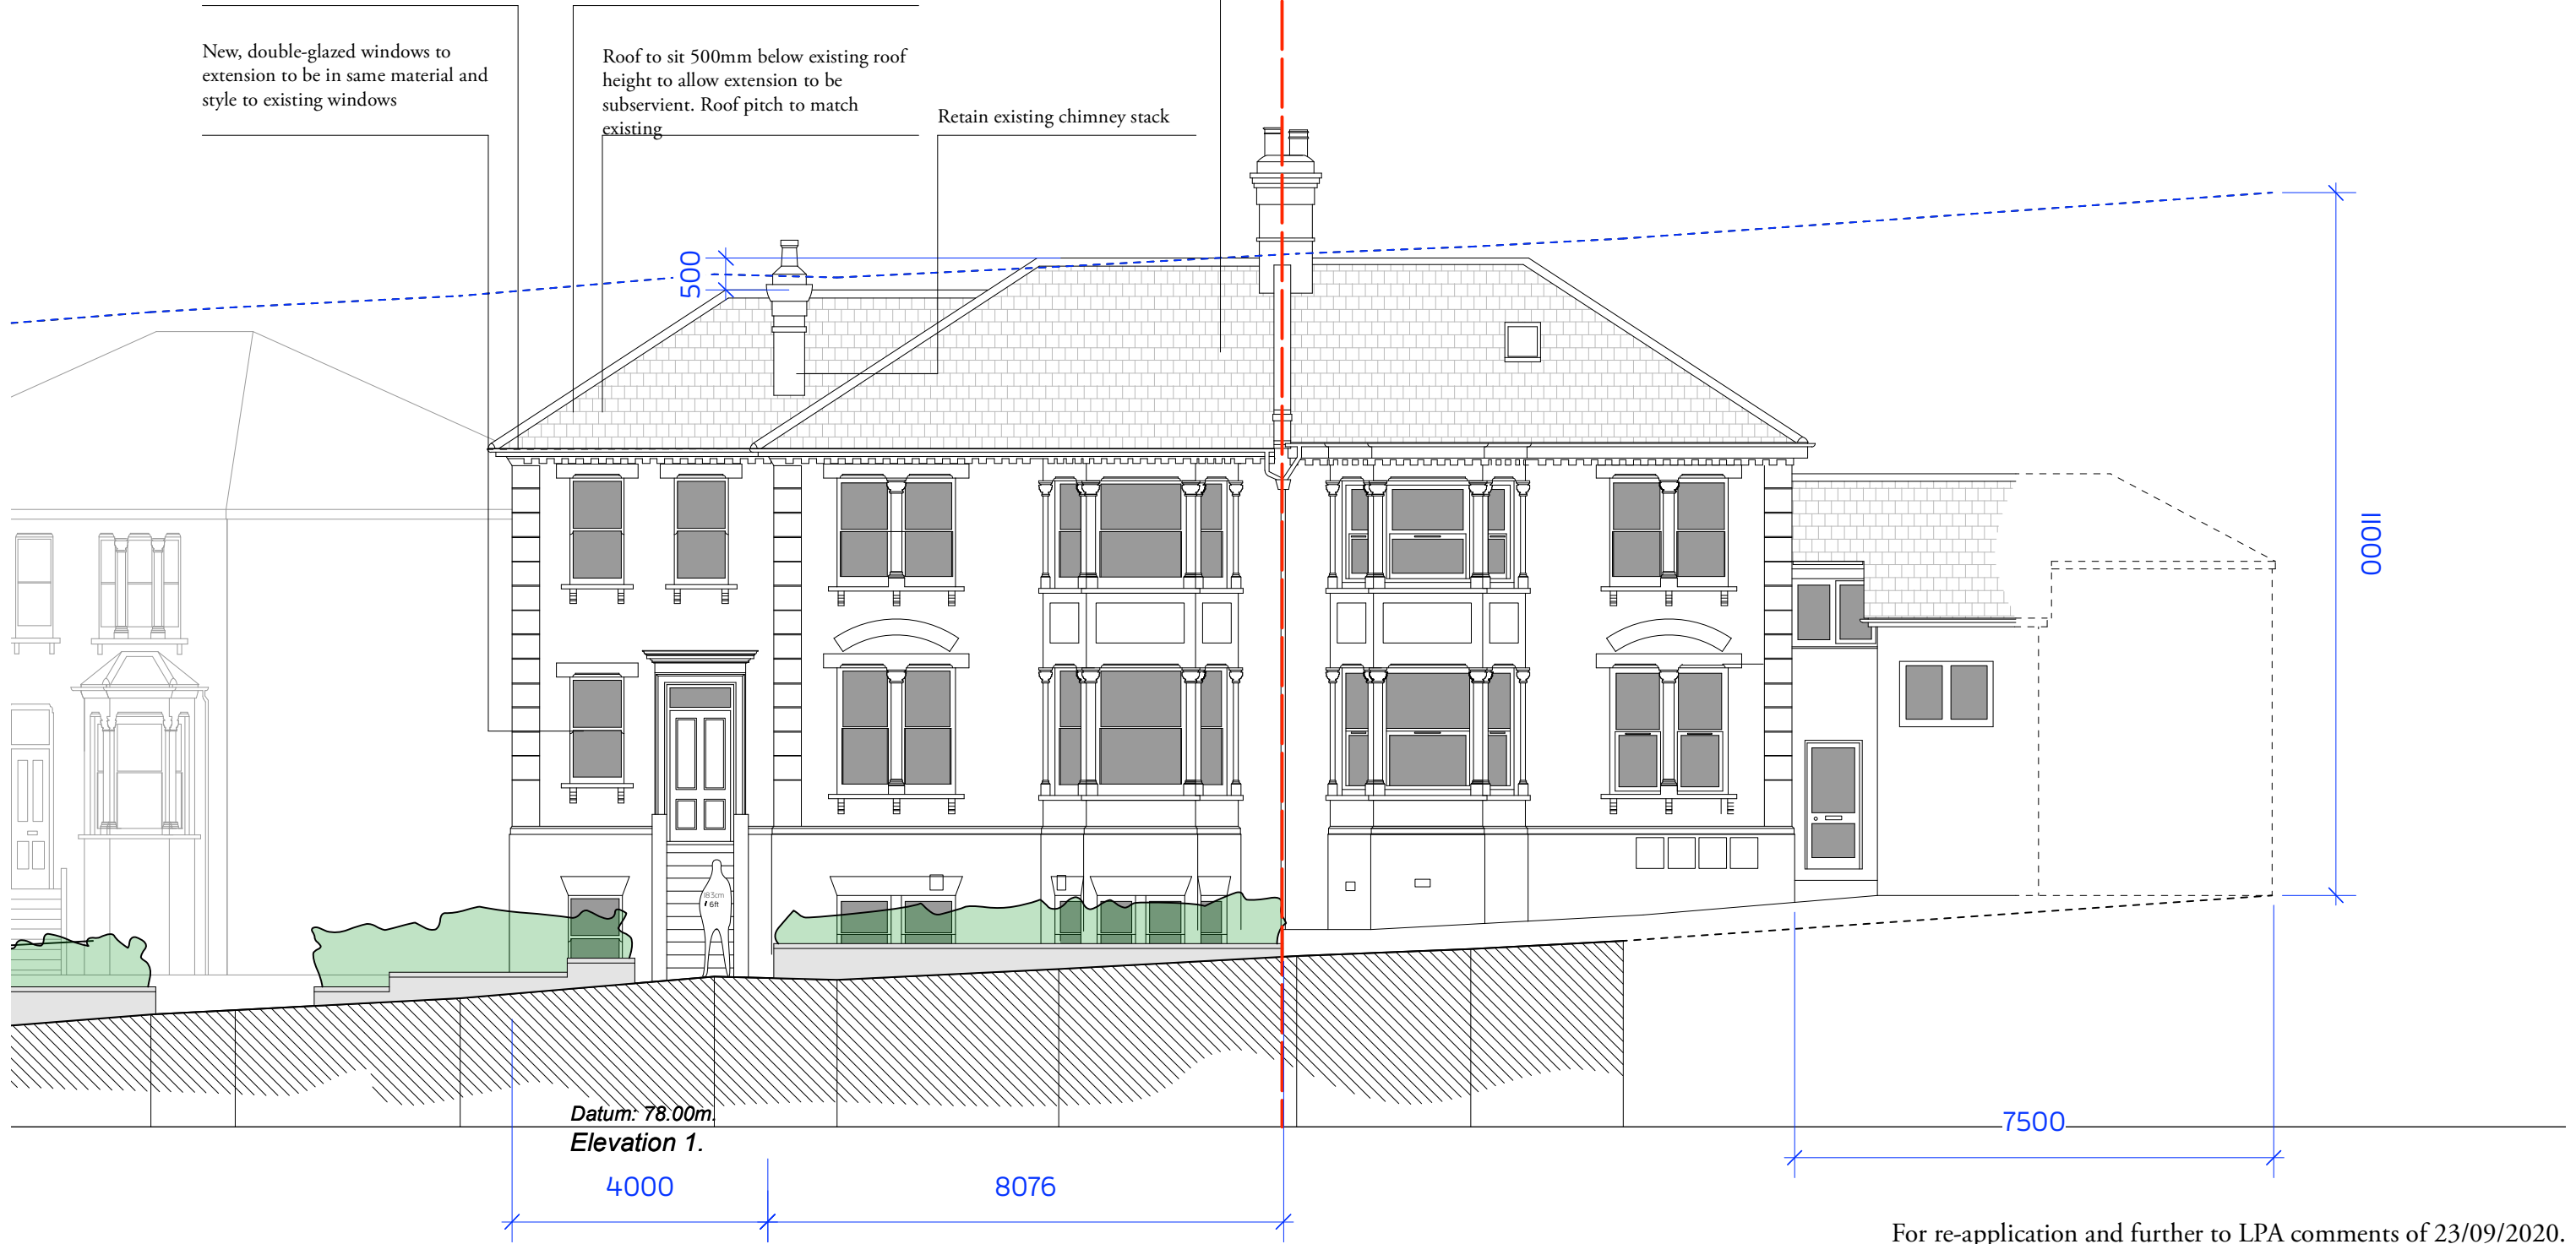 New, double-glazed windows to
extension to be in same material and
style to existing windows
Roof to sit 500mm below existing roof
height to allow extension to be
subservient. Roof pitch to match
existing
Retain existing chimney stack
500
11000
183cm
/ 6ft
Datum: 78.00m.
Elevation 1.
7500
4000
8076
For re-application and further to LPA comments of 23/09/2020.